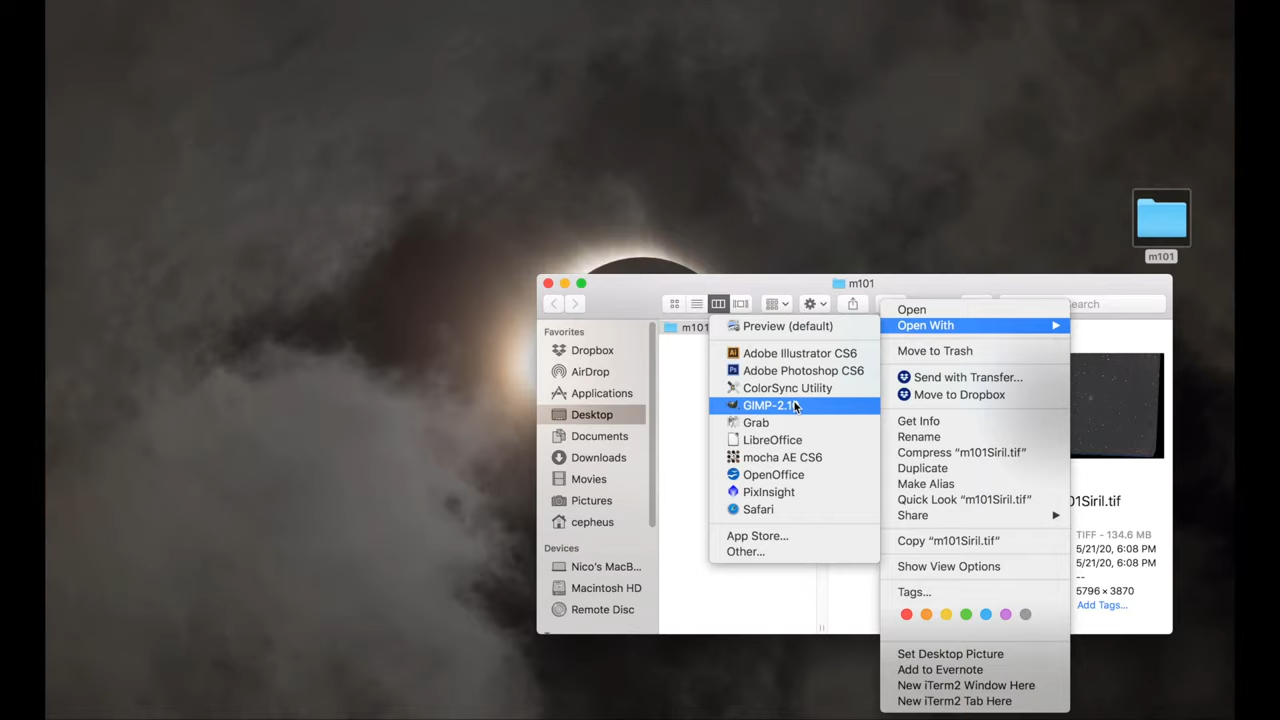 m101
m101
earch
Favorites
Dropbox
AirDrop
Applications
Desktop
Documents
Downloads
Movies
Pictures
cepheus
Devices
Nico's MacB...
Macintosh HD
Remote Disc
m101
Preview (default)
Adobe Illustrator CS6
Adobe Photoshop CS6
ColorSync Utility
GIMP-2.1
Grab
LibreOffice
mocha AE CS6
OpenOffice
PixInsight
Safari
App Store...
Other...
Open
Open With
Move to Trash
Send with Transfer...
Move to Dropbox
Get Info
Rename
Compress “m101Siril.tif”
Duplicate
Make Alias
Quick Look “m101Siril.tif”
Share
Copy “m101Siril.tif”
Show View Options
Tags...
Set Desktop Picture
Add to Evernote
New iTerm2 Window Here
New iTerm2 Tab Here
01Siril.tif
TIFF - 134.6 MB
5/21/20, 6:08 PM
5/21/20, 6:08 PM
--
5796 × 3870
Add Tags...